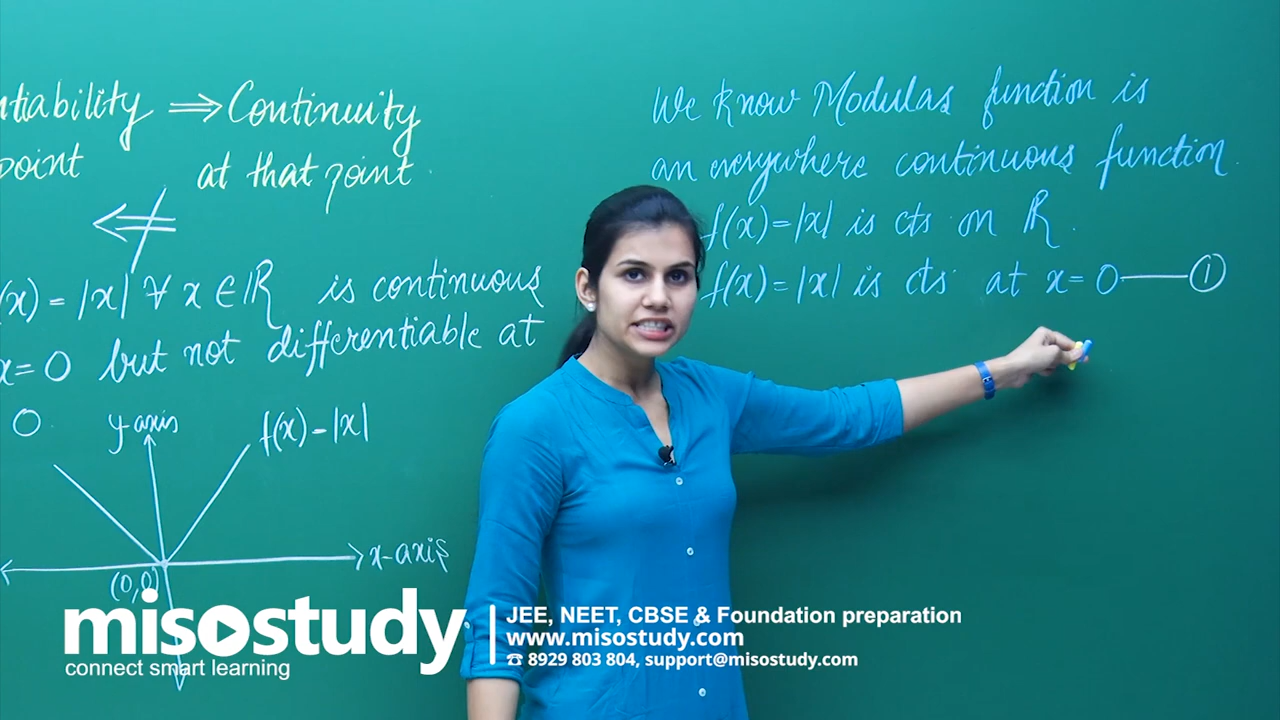 ntiability ⟹ Continuity
point at that point.
⟸̸
(x) = |x| ∀ x ∈ ℝ is continuous
x = 0 but not differentiable at
0.
y-axis
f(x) = |x|
x-axis
(0,0)
We know Modulas function is
an everywhere continuous function.
f(x) = |x| is cts on ℝ.
f(x) = |x| is cts at x = 0 —— ①
misostudy
connect smart learning
JEE, NEET, CBSE & Foundation preparation
www.misostudy.com
☎ 8929 803 804, support@misostudy.com